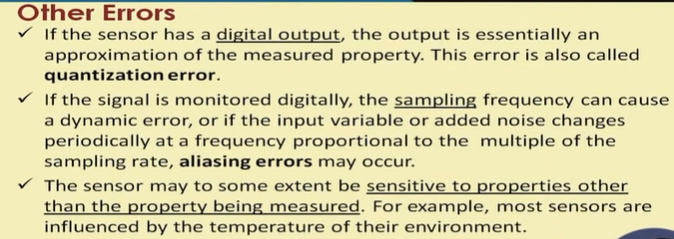 Other Errors
✓ If the sensor has a digital output, the output is essentially an
approximation of the measured property. This error is also called
quantization error.
✓ If the signal is monitored digitally, the sampling frequency can cause
a dynamic error, or if the input variable or added noise changes
periodically at a frequency proportional to the multiple of the
sampling rate, aliasing errors may occur.
✓ The sensor may to some extent be sensitive to properties other
than the property being measured. For example, most sensors are
influenced by the temperature of their environment.